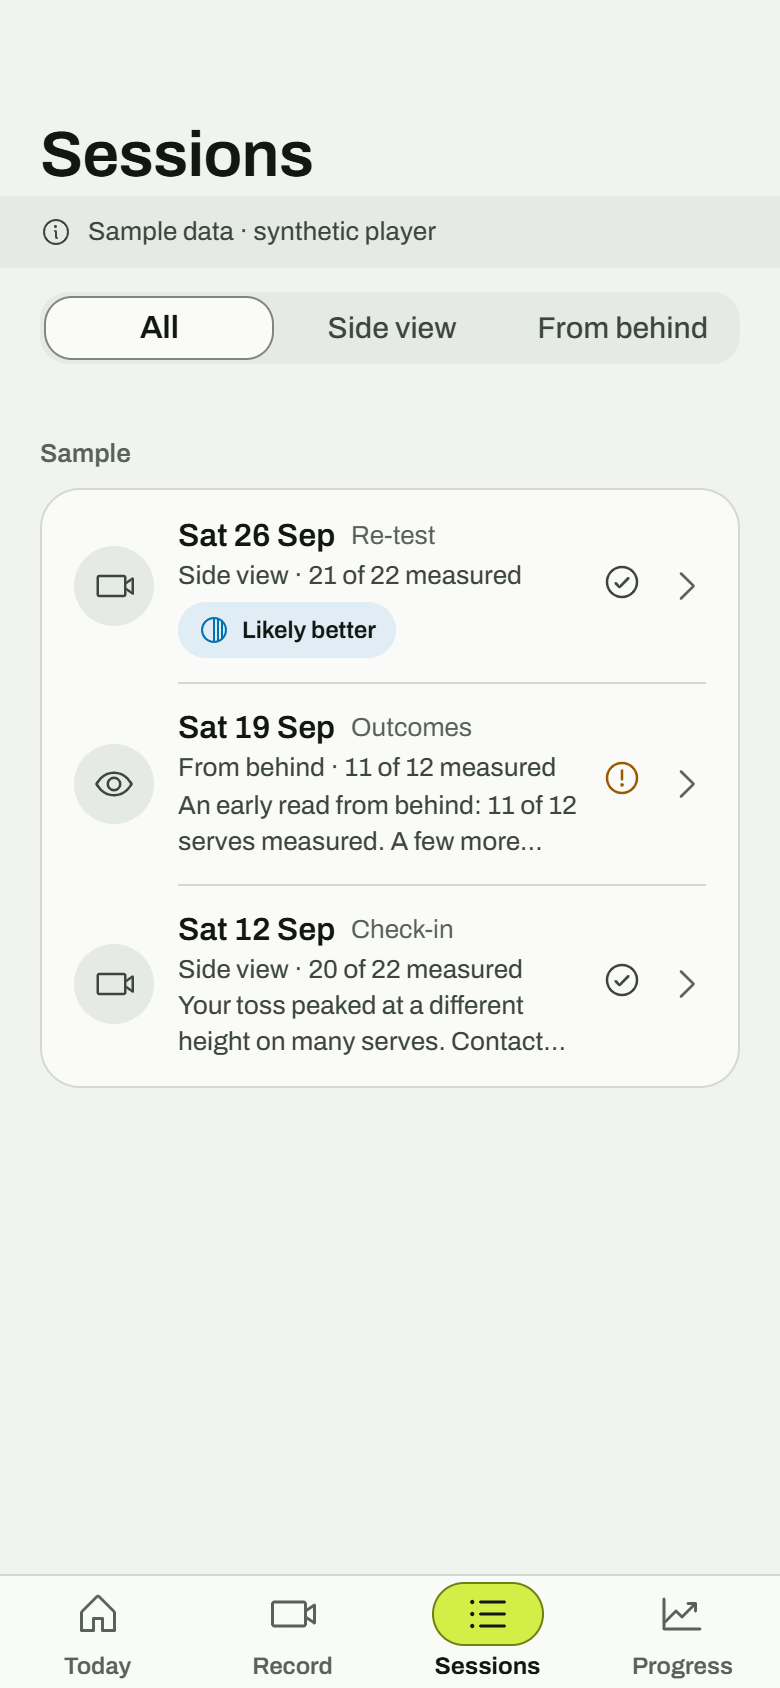 Sessions
Sample data · synthetic player
All
Side view
From behind
Sample
Sat 26 Sep Re-test
Side view · 21 of 22 measured
Likely better
Sat 19 Sep Outcomes
From behind · 11 of 12 measured
An early read from behind: 11 of 12
serves measured. A few more...
Sat 12 Sep Check-in
Side view · 20 of 22 measured
Your toss peaked at a different
height on many serves. Contact...
Today
Record
Sessions
Progress